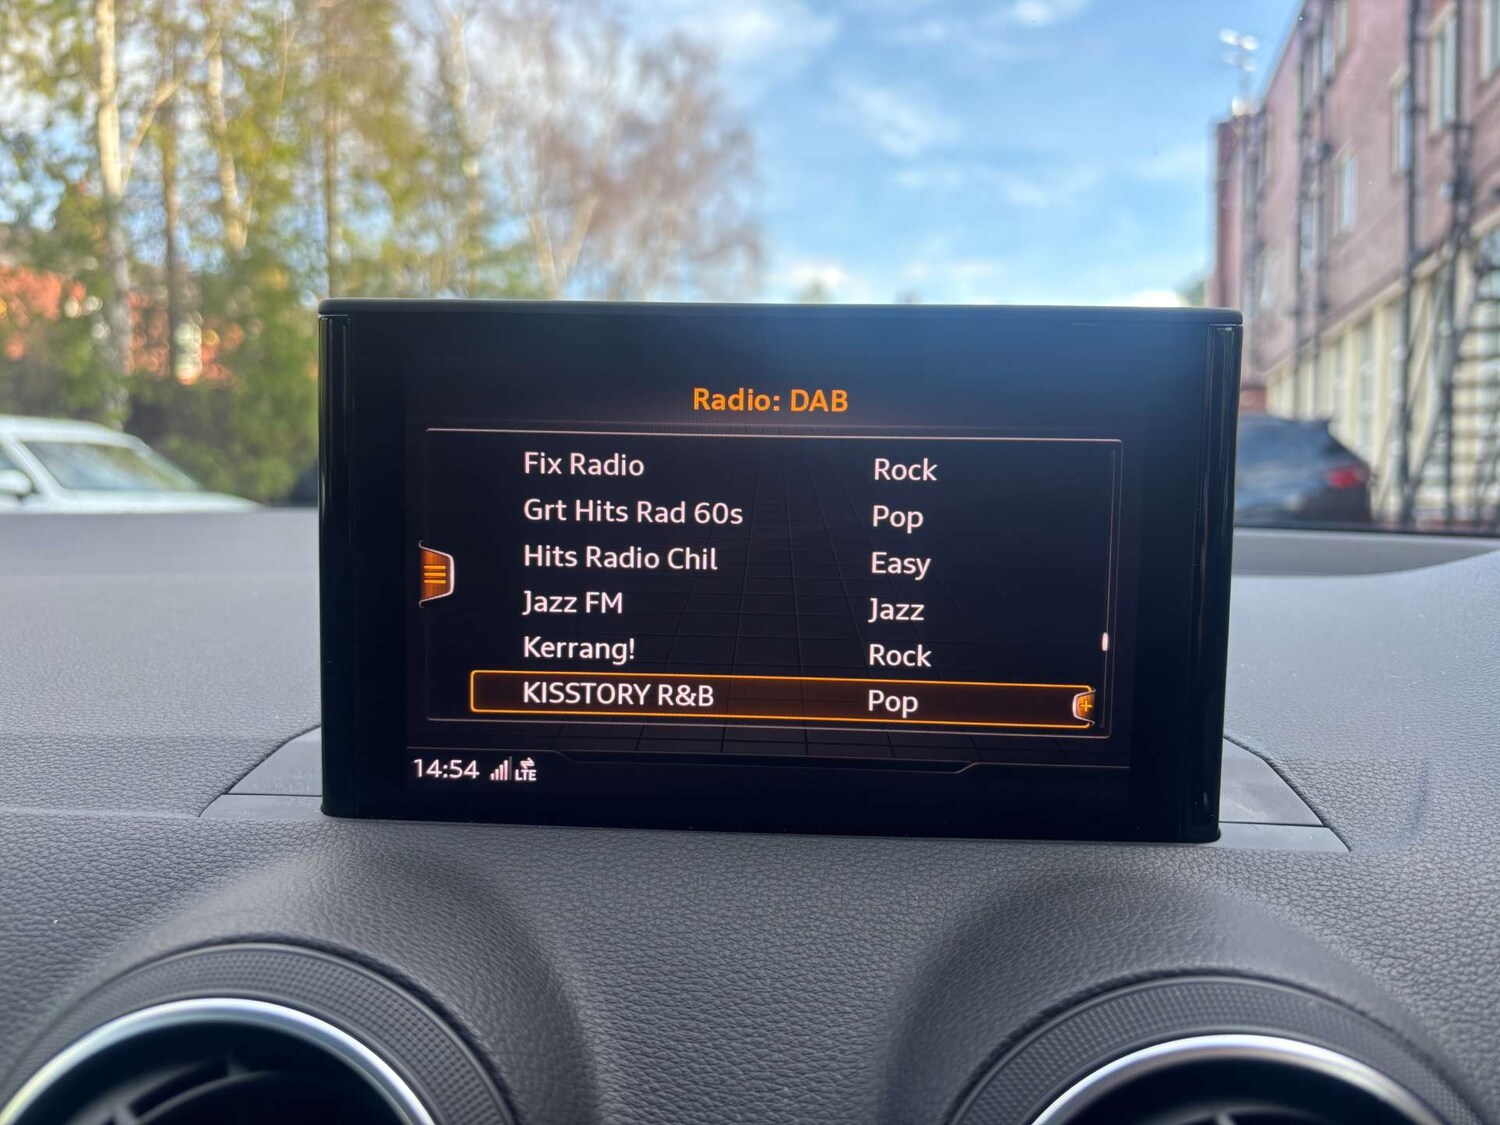 Radio: DAB
Fix Radio Rock
Grt Hits Rad 60s Pop
Hits Radio Chil Easy
Jazz FM Jazz
Kerrang! Rock
KISSTORY R&B Pop
14:54 LTE